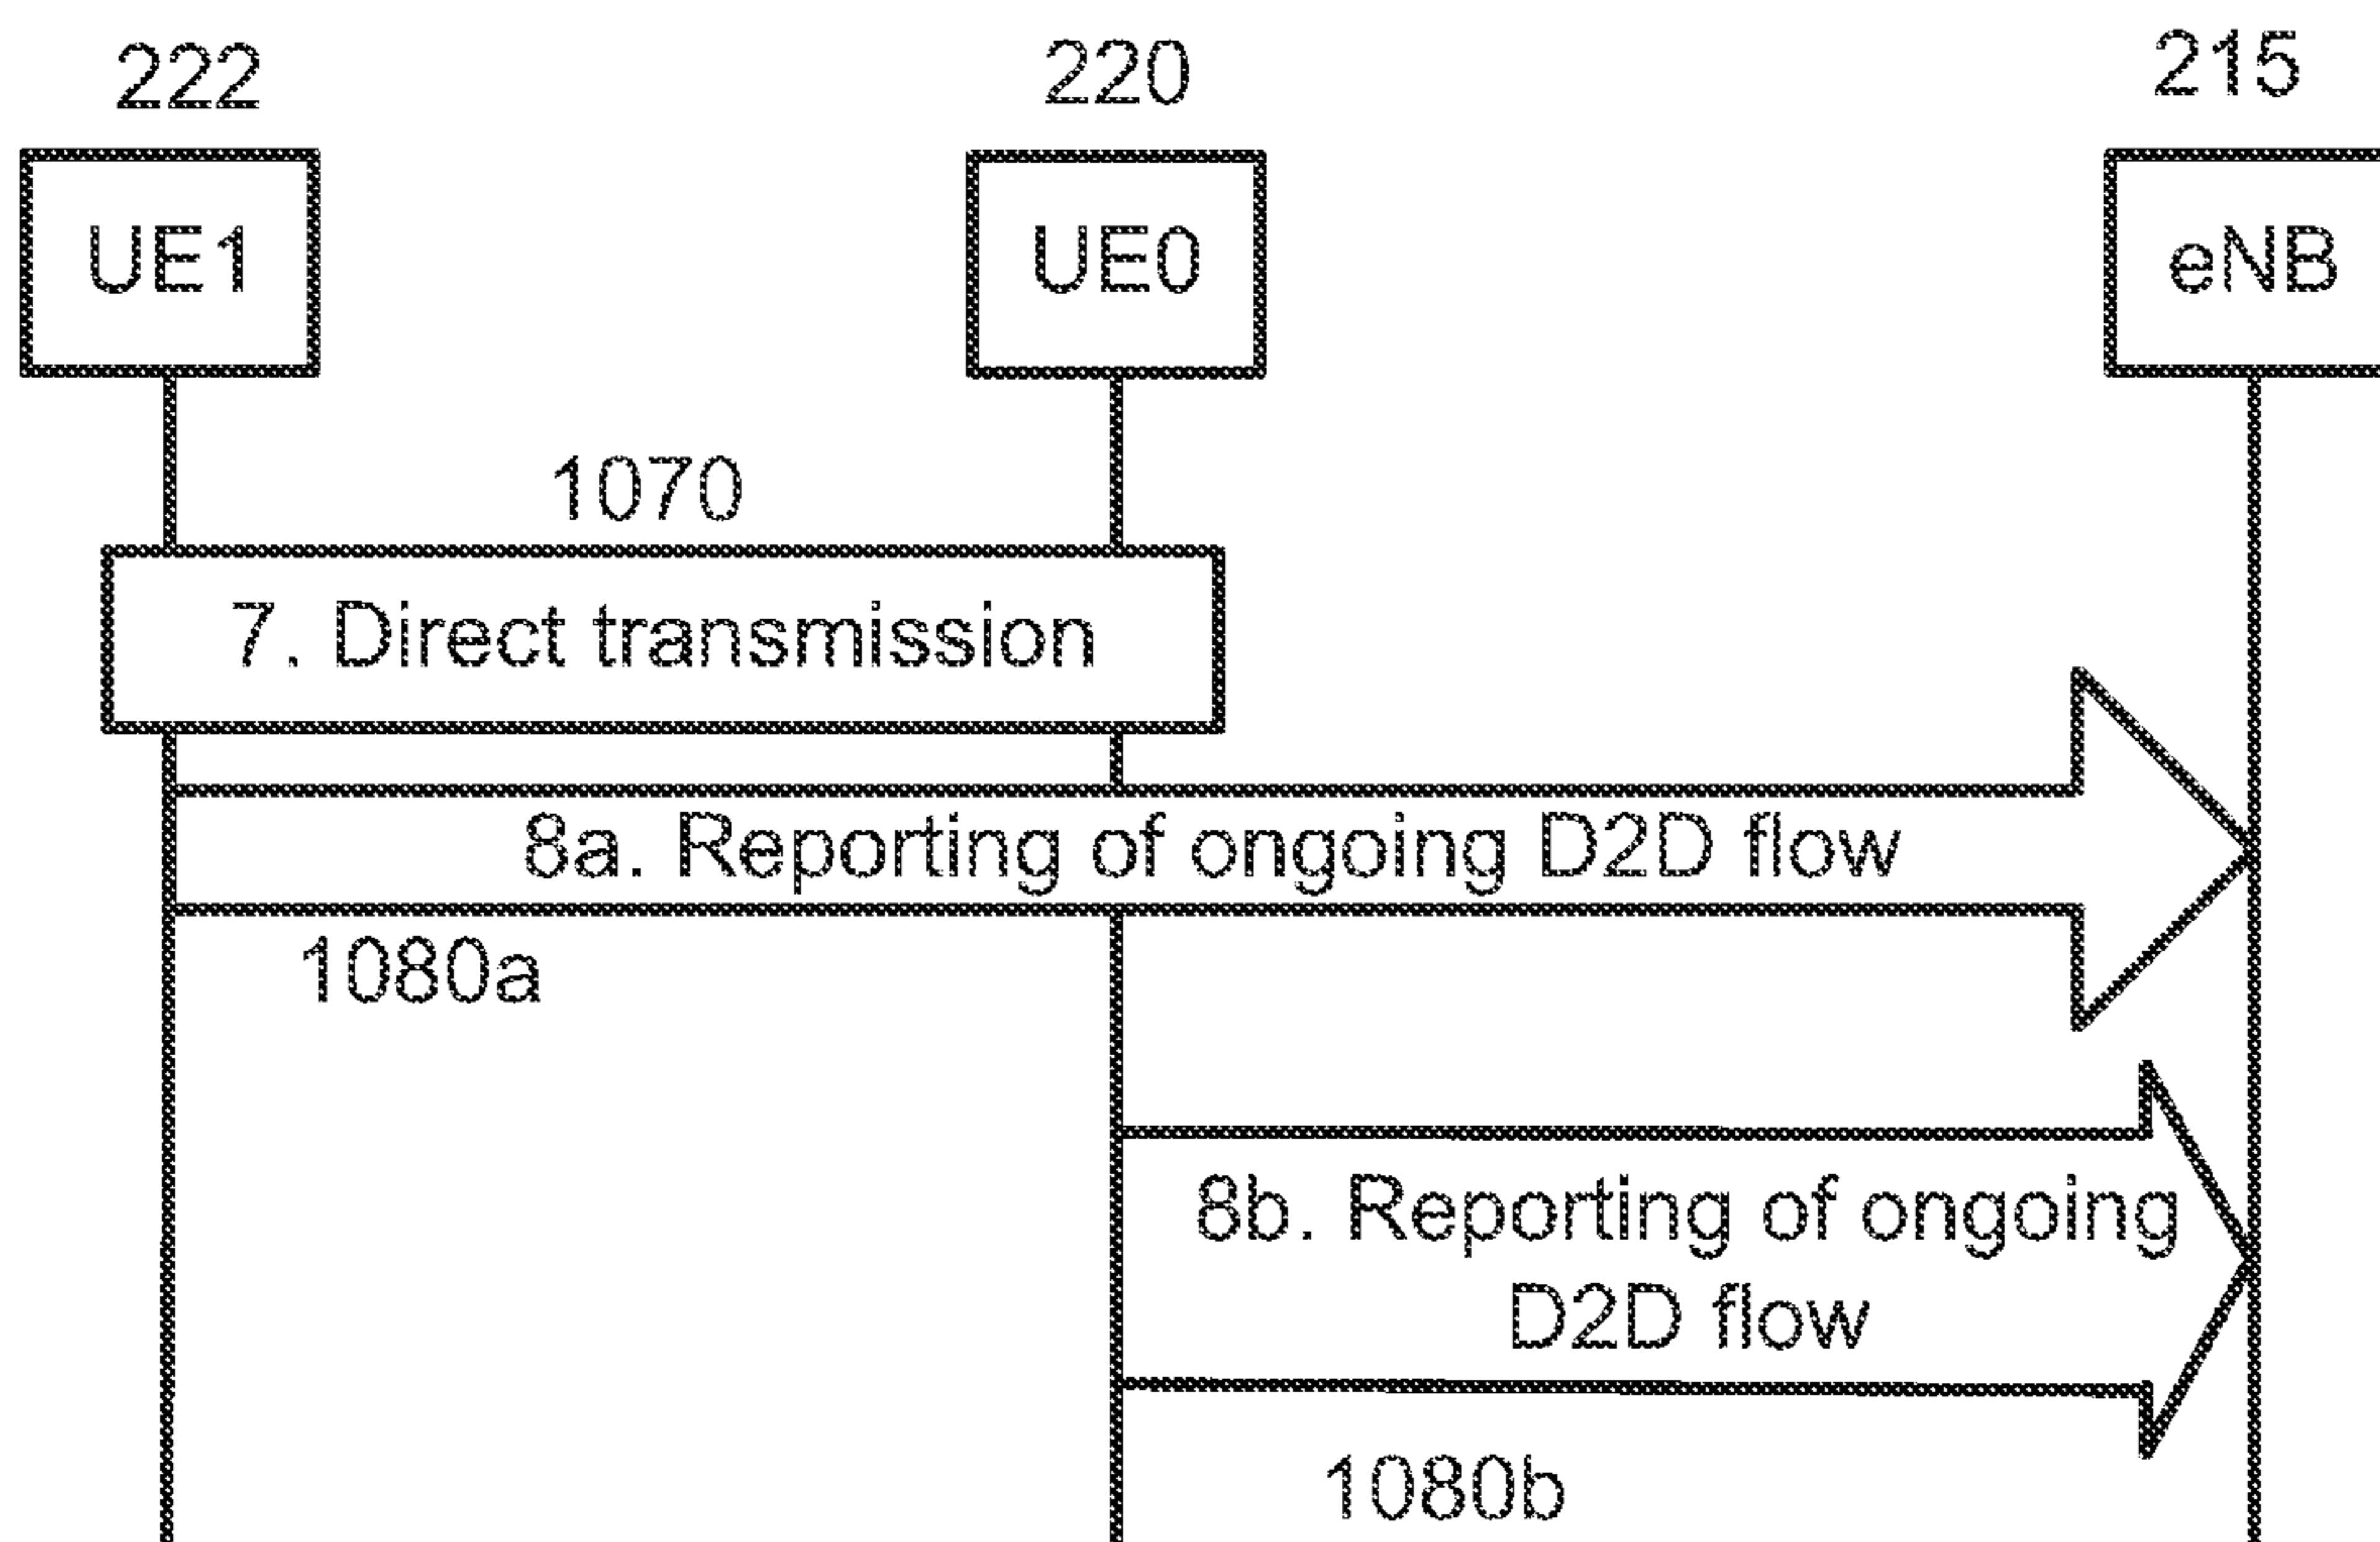 222
220
215
UE1
UE0
eNB
1070
7. Direct transmission
8a. Reporting of ongoing D2D flow
1080a
8b. Reporting of ongoing
D2D flow
1080b